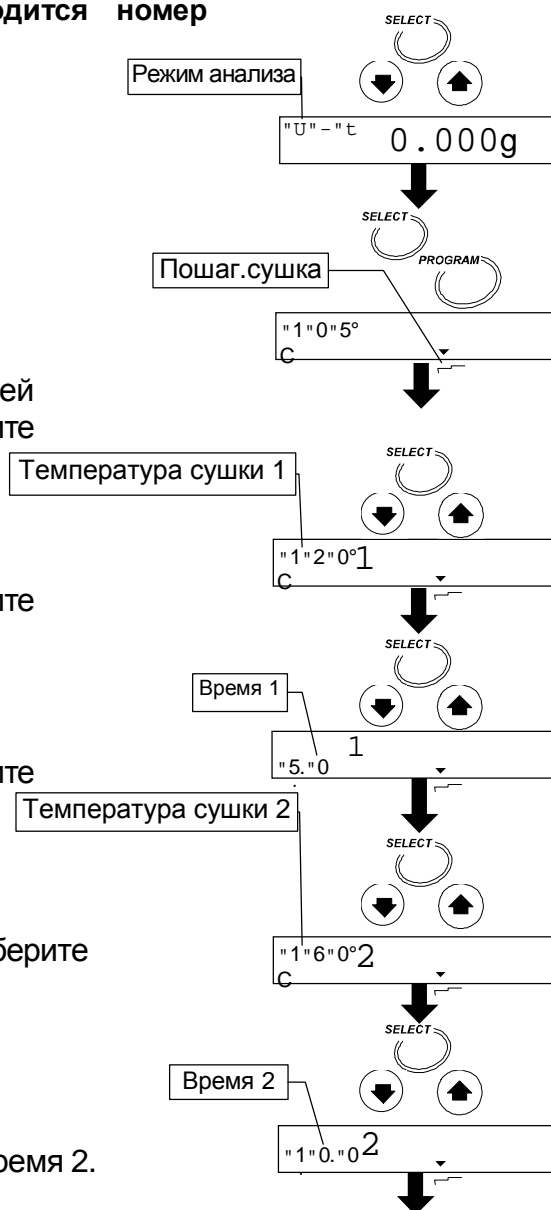 одится номер
SELECT
Режим анализа
"U"-"t 0.000g
SELECT
PROGRAM
Пошаг.сушка
"1"0"5°
C
ей
ите
SELECT
Температура сушки 1
"1"2"0°1
C
ите
SELECT
Время 1
1
"5."0
ите
Температура сушки 2
SELECT
берите
"1"6"0°2
C
SELECT
Время 2
"1"0."02
ремя 2.